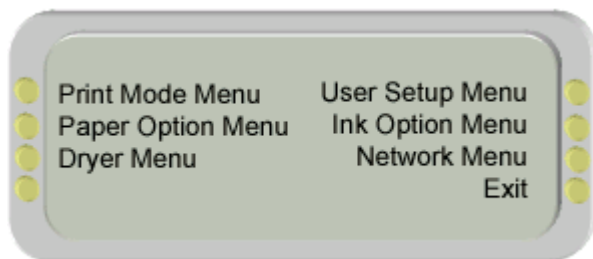 Print Mode Menu User Setup Menu
Paper Option Menu Ink Option Menu
Dryer Menu Network Menu
Exit